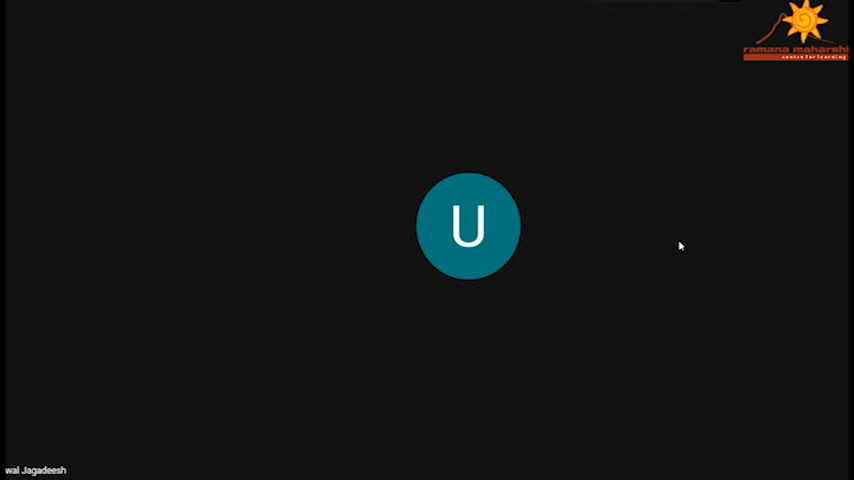 ramana maharshi
centre for learning
U
wal Jagadeesh